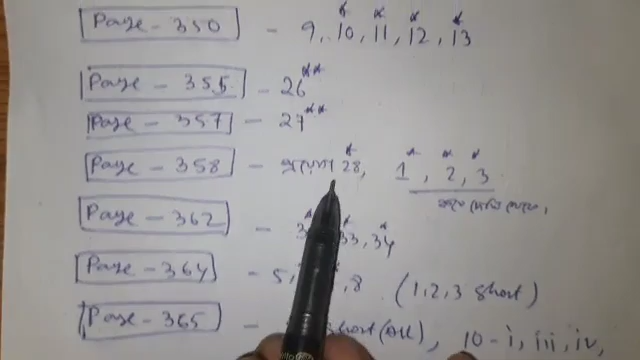 Page - 350 - 9, 10*, 11*, 12*, 13*
Page - 355 - 26**
Page - 357 - 27**
Page - 358 - 28*, 1*, 2*, 3*
Page - 362 - 33*, 34*
Page - 364 - 5, 8 (1,2,3 short)
Page - 365 - short (All), 10 - i, iii, iv,